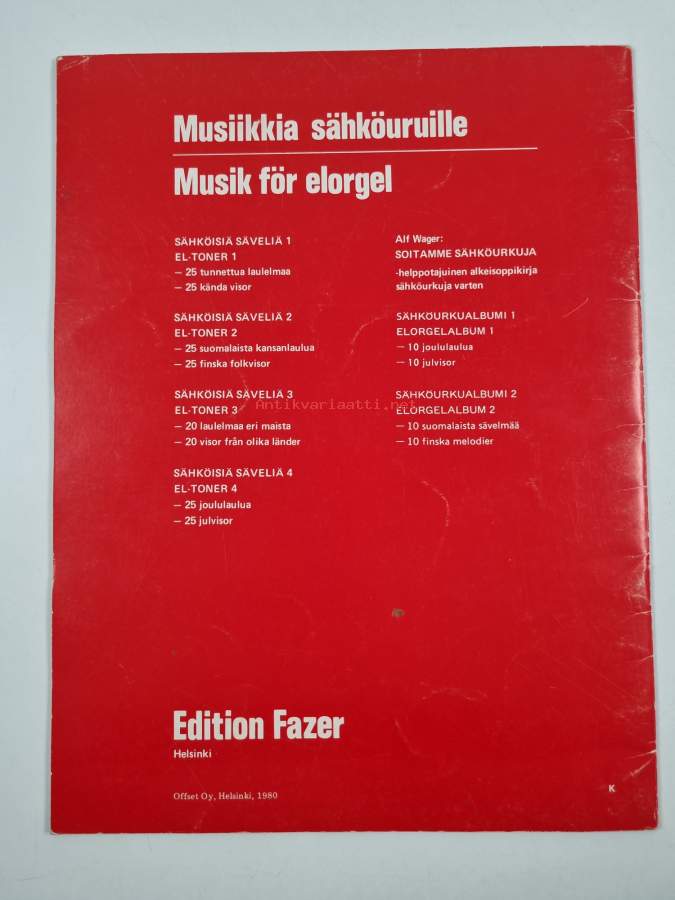 Musiikkia sähköuruille
Musik för elorgel
SÄHKÖISIÄ SÄVELIÄ 1
EL-TONER 1
— 25 tunnettua laulelmaa
— 25 kända visor
SÄHKÖISIÄ SÄVELIÄ 2
EL-TONER 2
— 25 suomalaista kansanlaulua
— 25 finska folkvisor
SÄHKÖISIÄ SÄVELIÄ 3
EL-TONER 3
— 20 laulelmaa eri maista
— 20 visor från olika länder
SÄHKÖISIÄ SÄVELIÄ 4
EL-TONER 4
— 25 joululaulua
— 25 julvisor
Alf Wager:
SOITAMME SÄHKÖURKUJA
-helppotajuinen alkeisoppikirja
sähköurkuja varten
SÄHKÖURKUALBUMI 1
ELORGELALBUM 1
— 10 joululaulua
— 10 julvisor
SÄHKÖURKUALBUMI 2
ELORGELALBUM 2
— 10 suomalaista sävelmää
— 10 finska melodier
Antikvariaatti.net
Edition Fazer
Helsinki
Offset Oy, Helsinki, 1980
K